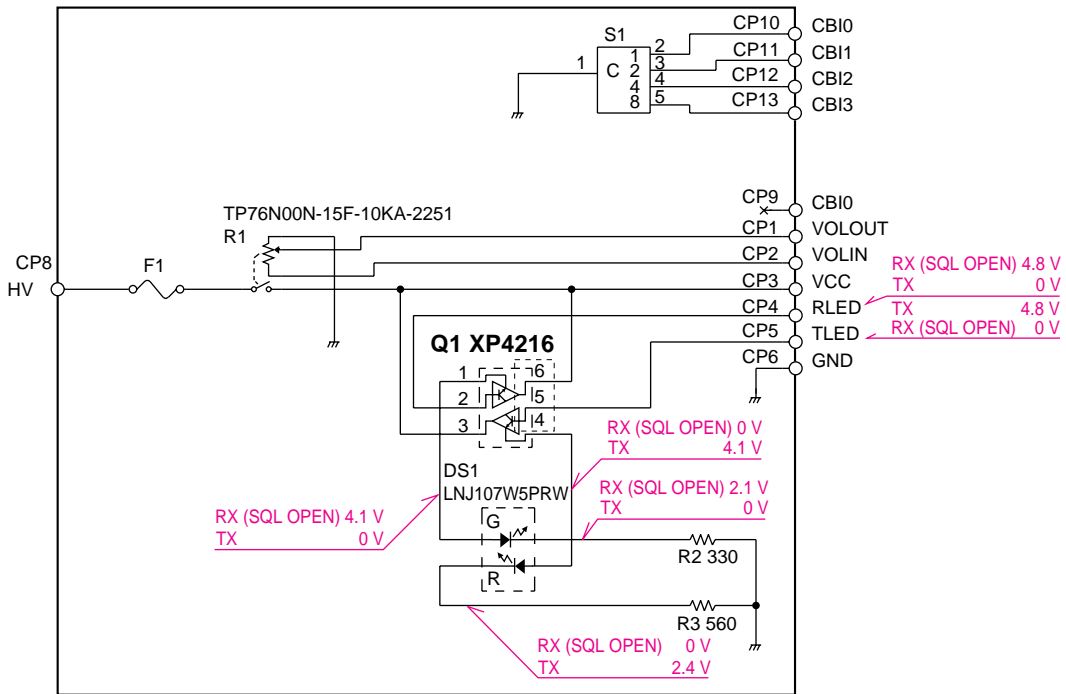 S1
1
C
1
2
4
8
2
3
4
5
CP10 CBI0
CP11 CBI1
CP12 CBI2
CP13 CBI3
CP9 CBI0
TP76N00N-15F-10KA-2251
R1
CP1 VOLOUT
CP2 VOLIN
CP8
HV
F1
CP3 VCC
CP4 RLED
CP5 TLED
CP6 GND
RX (SQL OPEN) 4.8 V
TX 0 V
TX 4.8 V
RX (SQL OPEN) 0 V
Q1 XP4216
1
2
3
6
5
4
RX (SQL OPEN) 0 V
TX 4.1 V
DS1
LNJ107W5PRW
RX (SQL OPEN) 2.1 V
TX 0 V
RX (SQL OPEN) 4.1 V
TX 0 V
G
R
R2 330
R3 560
RX (SQL OPEN) 0 V
TX 2.4 V